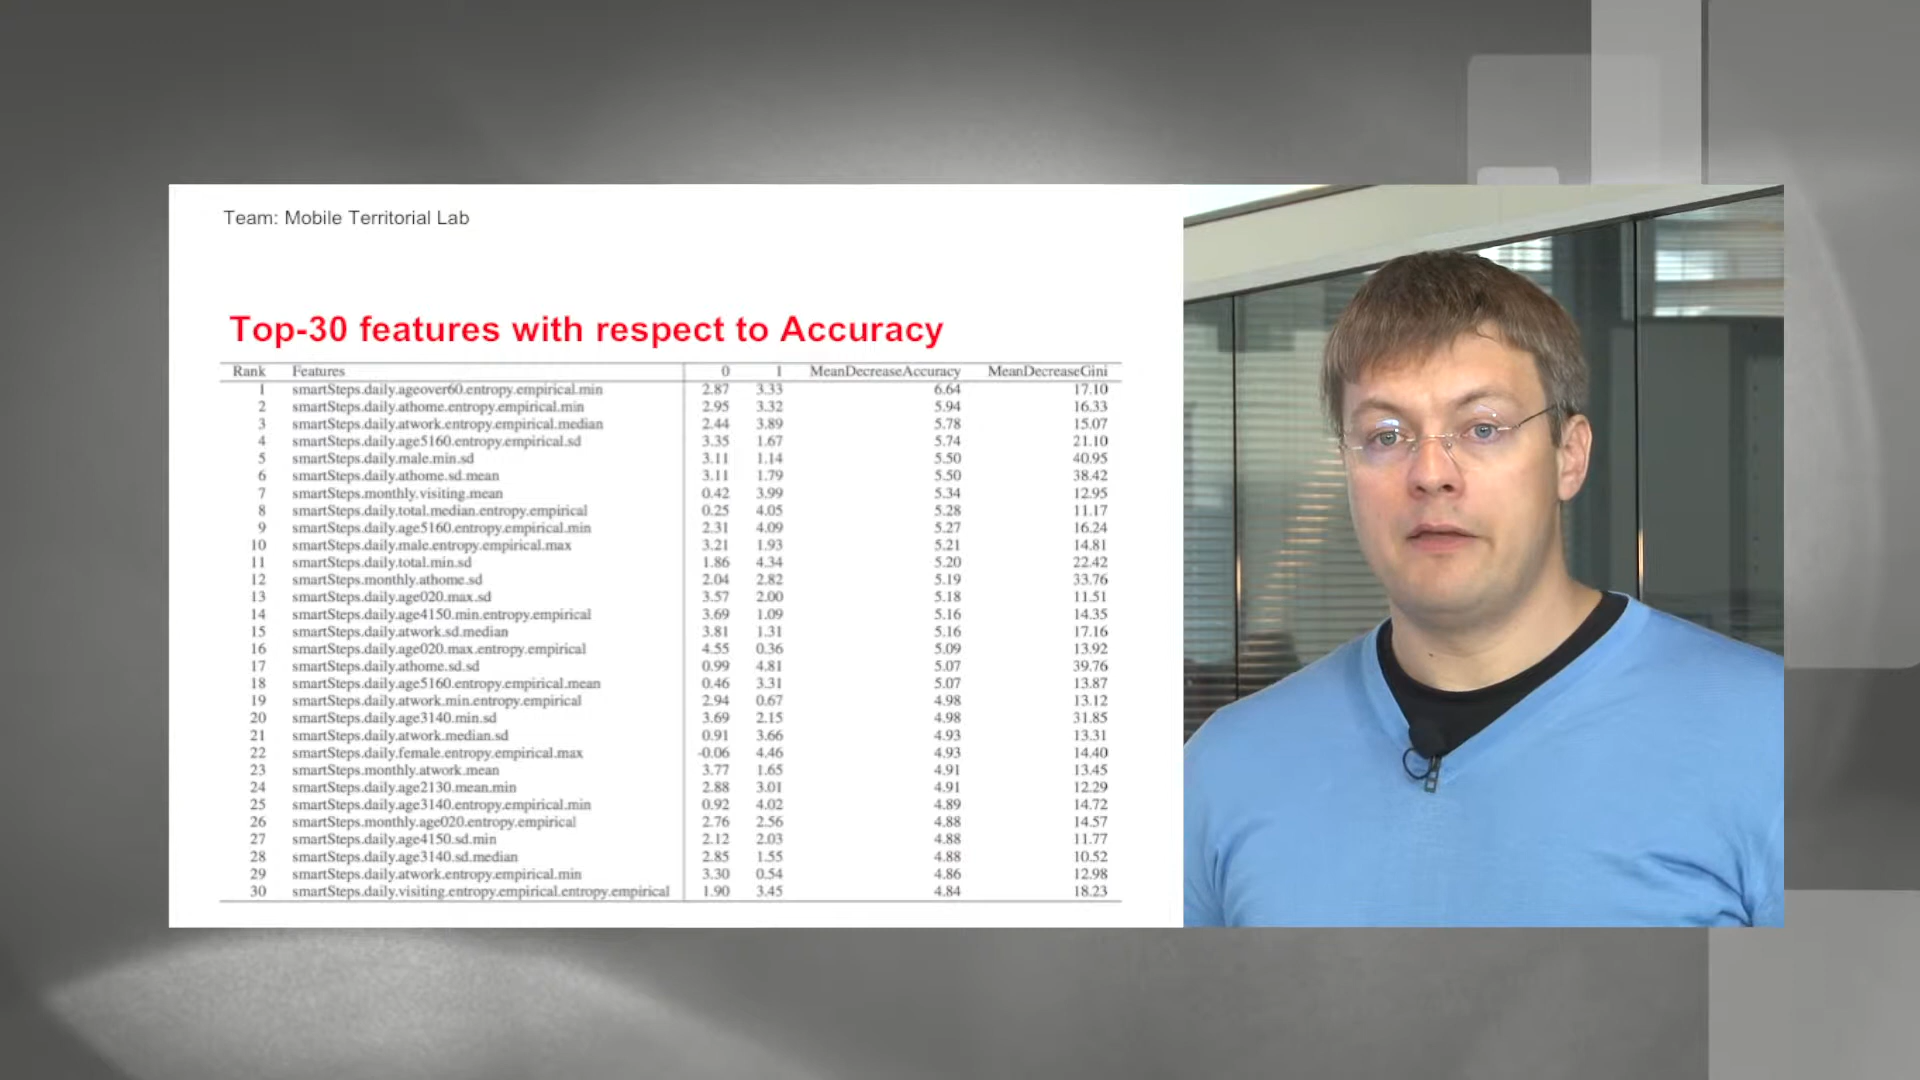 Team: Mobile Territorial Lab
Top-30 features with respect to Accuracy
Rank Features 0 1 MeanDecreaseAccuracy MeanDecreaseGini
1 smartSteps.daily.ageover60.entropy.empirical.min 2.87 3.33 6.64 17.10
2 smartSteps.daily.athome.entropy.empirical.min 2.95 3.32 5.94 16.33
3 smartSteps.daily.atwork.entropy.empirical.median 2.44 3.89 5.78 15.07
4 smartSteps.daily.age5160.entropy.empirical.sd 3.35 1.67 5.74 21.10
5 smartSteps.daily.male.min.sd 3.11 1.14 5.50 40.95
6 smartSteps.daily.athome.sd.mean 3.11 1.79 5.50 38.42
7 smartSteps.monthly.visiting.mean 0.42 3.99 5.34 12.95
8 smartSteps.daily.total.median.entropy.empirical 0.25 4.05 5.28 11.17
9 smartSteps.daily.age5160.entropy.empirical.min 2.31 4.09 5.27 16.24
10 smartSteps.daily.male.entropy.empirical.max 3.21 1.93 5.21 14.81
11 smartSteps.daily.total.min.sd 1.86 4.34 5.20 22.42
12 smartSteps.monthly.athome.sd 2.04 2.82 5.19 33.76
13 smartSteps.daily.age020.max.sd 3.57 2.00 5.18 11.51
14 smartSteps.daily.age4150.min.entropy.empirical 3.69 1.09 5.16 14.35
15 smartSteps.daily.atwork.sd.median 3.81 1.31 5.16 17.16
16 smartSteps.daily.age020.max.entropy.empirical 4.55 0.36 5.09 13.92
17 smartSteps.daily.athome.sd.sd 0.99 4.81 5.07 39.76
18 smartSteps.daily.age5160.entropy.empirical.mean 0.46 3.31 5.07 13.87
19 smartSteps.daily.atwork.min.entropy.empirical 2.94 0.67 4.98 13.12
20 smartSteps.daily.age3140.min.sd 3.69 2.15 4.98 31.85
21 smartSteps.daily.atwork.median.sd 0.91 3.66 4.93 13.31
22 smartSteps.daily.female.entropy.empirical.max -0.06 4.46 4.93 14.40
23 smartSteps.monthly.atwork.mean 3.77 1.65 4.91 13.45
24 smartSteps.daily.age2130.mean.min 2.88 3.01 4.91 12.29
25 smartSteps.daily.age3140.entropy.empirical.min 0.92 4.02 4.89 14.72
26 smartSteps.monthly.age020.entropy.empirical 2.76 2.56 4.88 14.57
27 smartSteps.daily.age4150.sd.min 2.12 2.03 4.88 11.77
28 smartSteps.daily.age3140.sd.median 2.85 1.55 4.88 10.52
29 smartSteps.daily.atwork.entropy.empirical.min 3.30 0.54 4.86 12.98
30 smartSteps.daily.visiting.entropy.empirical.entropy.empirical 1.90 3.45 4.84 18.23